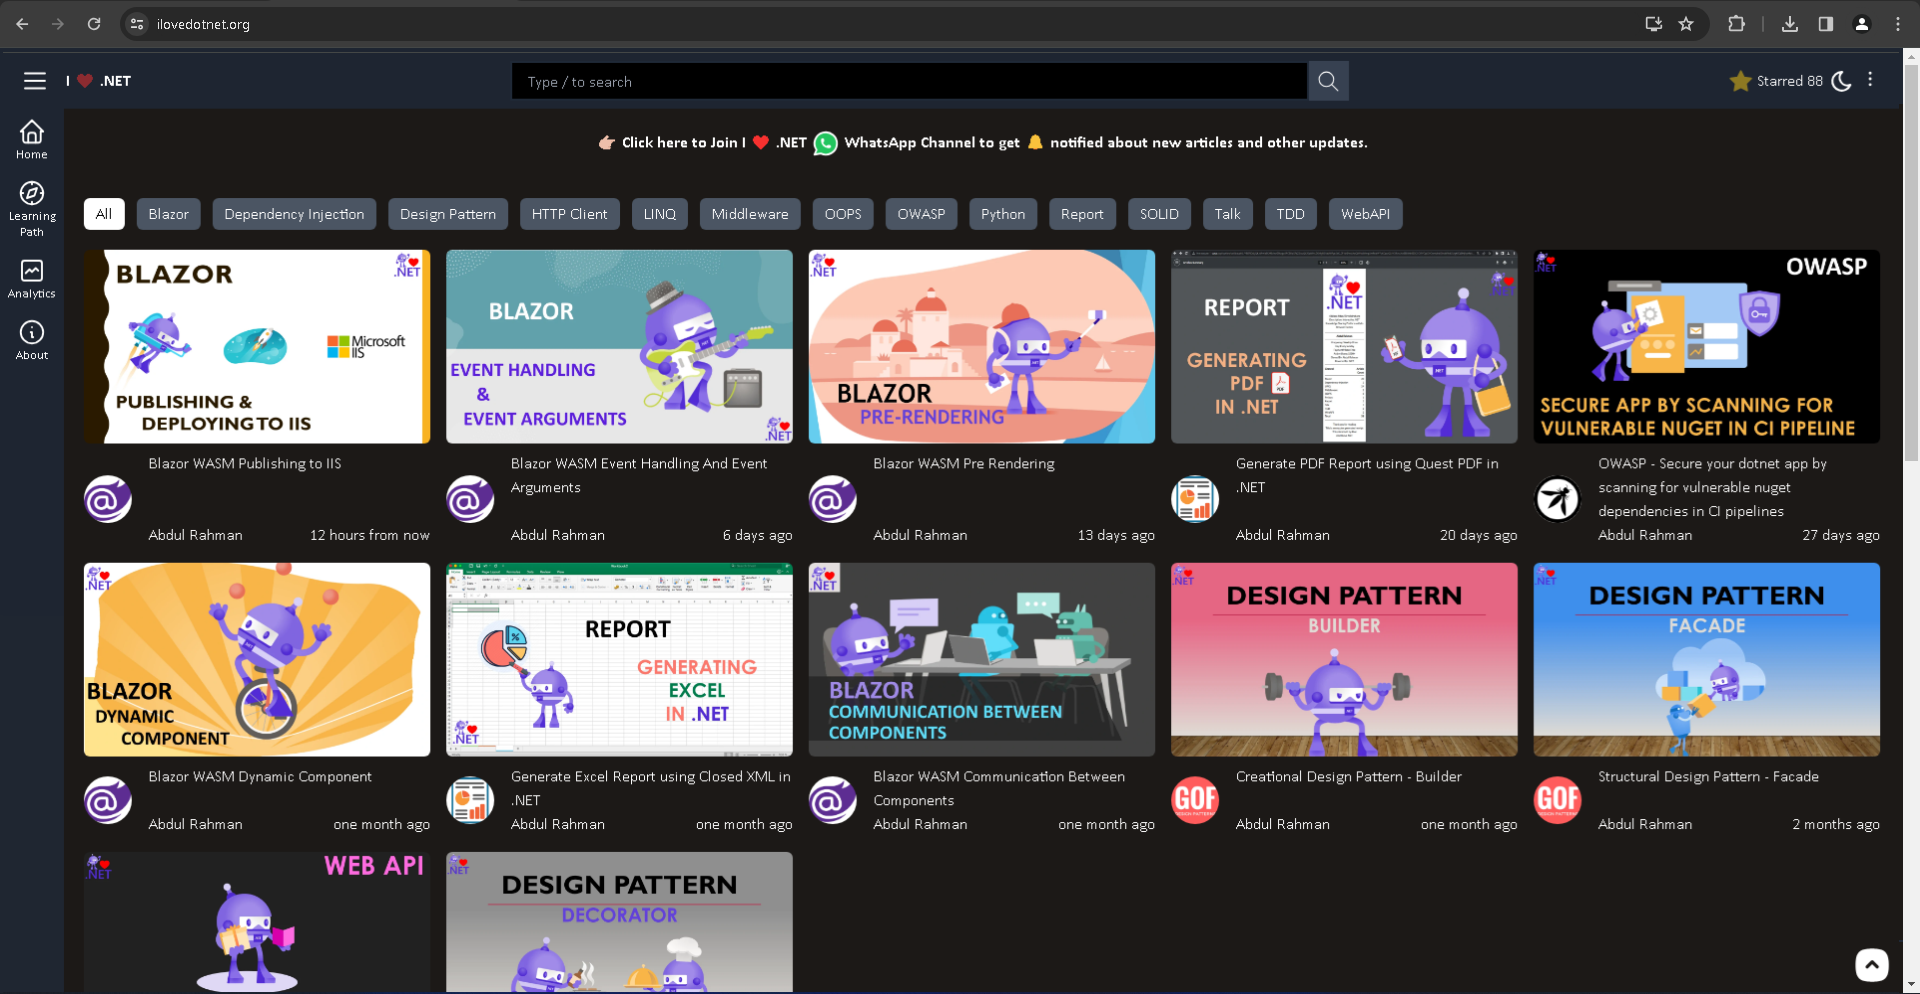 ilovedotnet.org
I ❤ .NET
Type / to search
Starred 88
Home
Learning
Path
Analytics
About
👉 Click here to Join I ❤ .NET WhatsApp Channel to get 🔔 notified about new articles and other updates.
All
Blazor
Dependency Injection
Design Pattern
HTTP Client
LINQ
Middleware
OOPS
OWASP
Python
Report
SOLID
Talk
TDD
WebAPI
BLAZOR
.NET
Microsoft
IIS
PUBLISHING &
DEPLOYING TO IIS
Blazor WASM Publishing to IIS
Abdul Rahman
12 hours from now
BLAZOR
EVENT HANDLING
&
EVENT ARGUMENTS
.NET
Blazor WASM Event Handling And Event
Arguments
Abdul Rahman
6 days ago
.NET
BLAZOR
PRE-RENDERING
Blazor WASM Pre Rendering
Abdul Rahman
13 days ago
REPORT
.NET
.NET
GENERATING
PDF
PDF
IN .NET
Generate PDF Report using Quest PDF in
.NET
Abdul Rahman
20 days ago
.NET
OWASP
SECURE APP BY SCANNING FOR
VULNERABLE NUGET IN CI PIPELINE
OWASP - Secure your dotnet app by
scanning for vulnerable nuget
dependencies in CI pipelines
Abdul Rahman
27 days ago
.NET
BLAZOR
DYNAMIC
COMPONENT
Blazor WASM Dynamic Component
Abdul Rahman
one month ago
REPORT
GENERATING
EXCEL
IN .NET
.NET
Generate Excel Report using Closed XML in
.NET
Abdul Rahman
one month ago
.NET
BLAZOR
COMMUNICATION BETWEEN
COMPONENTS
Blazor WASM Communication Between
Components
Abdul Rahman
one month ago
.NET
DESIGN PATTERN
BUILDER
GOF
Creational Design Pattern - Builder
Abdul Rahman
one month ago
.NET
DESIGN PATTERN
FACADE
GOF
Structural Design Pattern - Facade
Abdul Rahman
2 months ago
.NET
WEB API
.NET
DESIGN PATTERN
DECORATOR